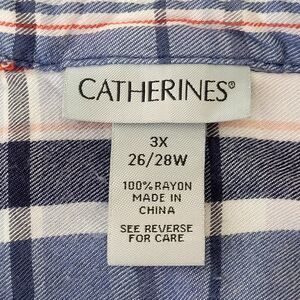 CATHERINES®
3X
26/28W
100% RAYON
MADE IN
CHINA
SEE REVERSE
FOR CARE